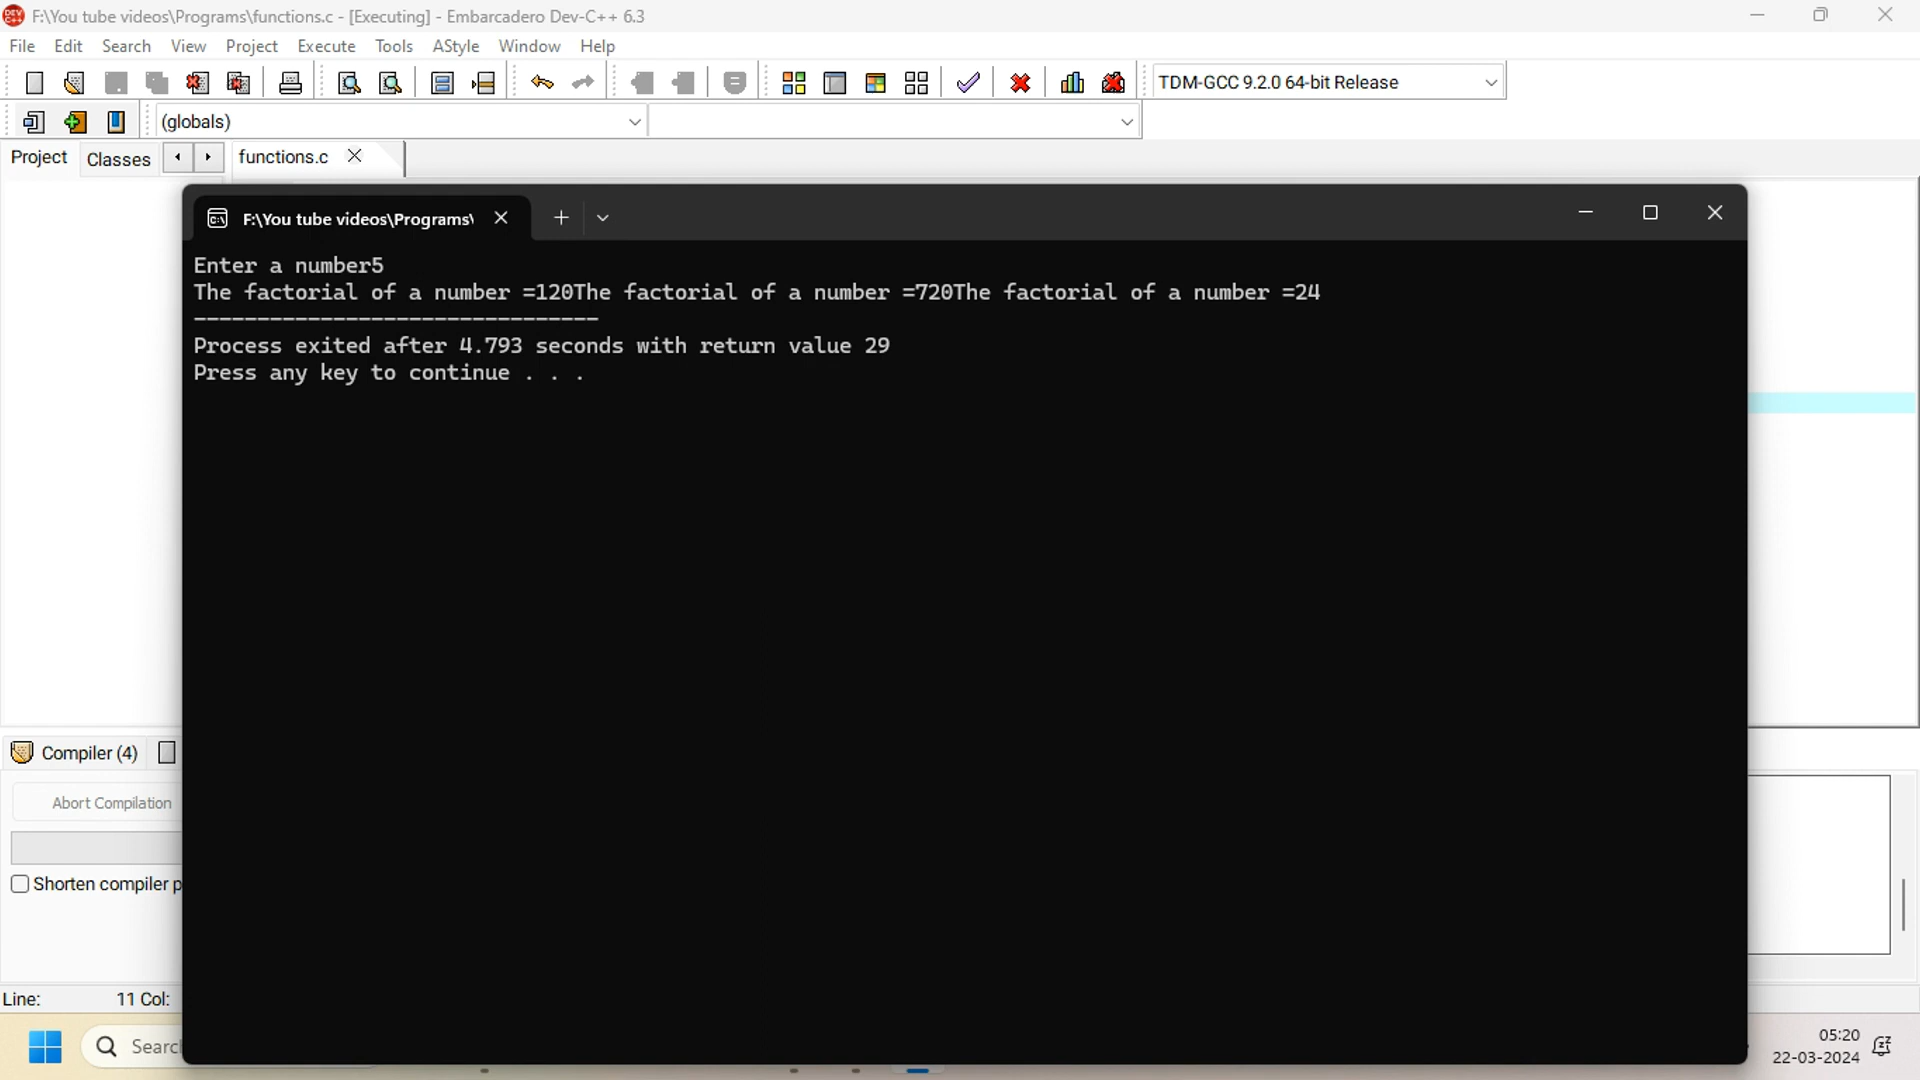 F:\You tube videos\Programs\functions.c - [Executing] - Embarcadero Dev-C++ 6.3
File Edit Search View Project Execute Tools AStyle Window Help
TDM-GCC 9.2.0 64-bit Release
(globals)
Project Classes functions.c
F:\You tube videos\Programs\
Enter a number5
The factorial of a number =120The factorial of a number =720The factorial of a number =24
--------------------------------
Process exited after 4.793 seconds with return value 29
Press any key to continue . . .
Compiler (4)
Abort Compilation
Shorten compiler p
Line: 11 Col:
Searc
05:20
22-03-2024